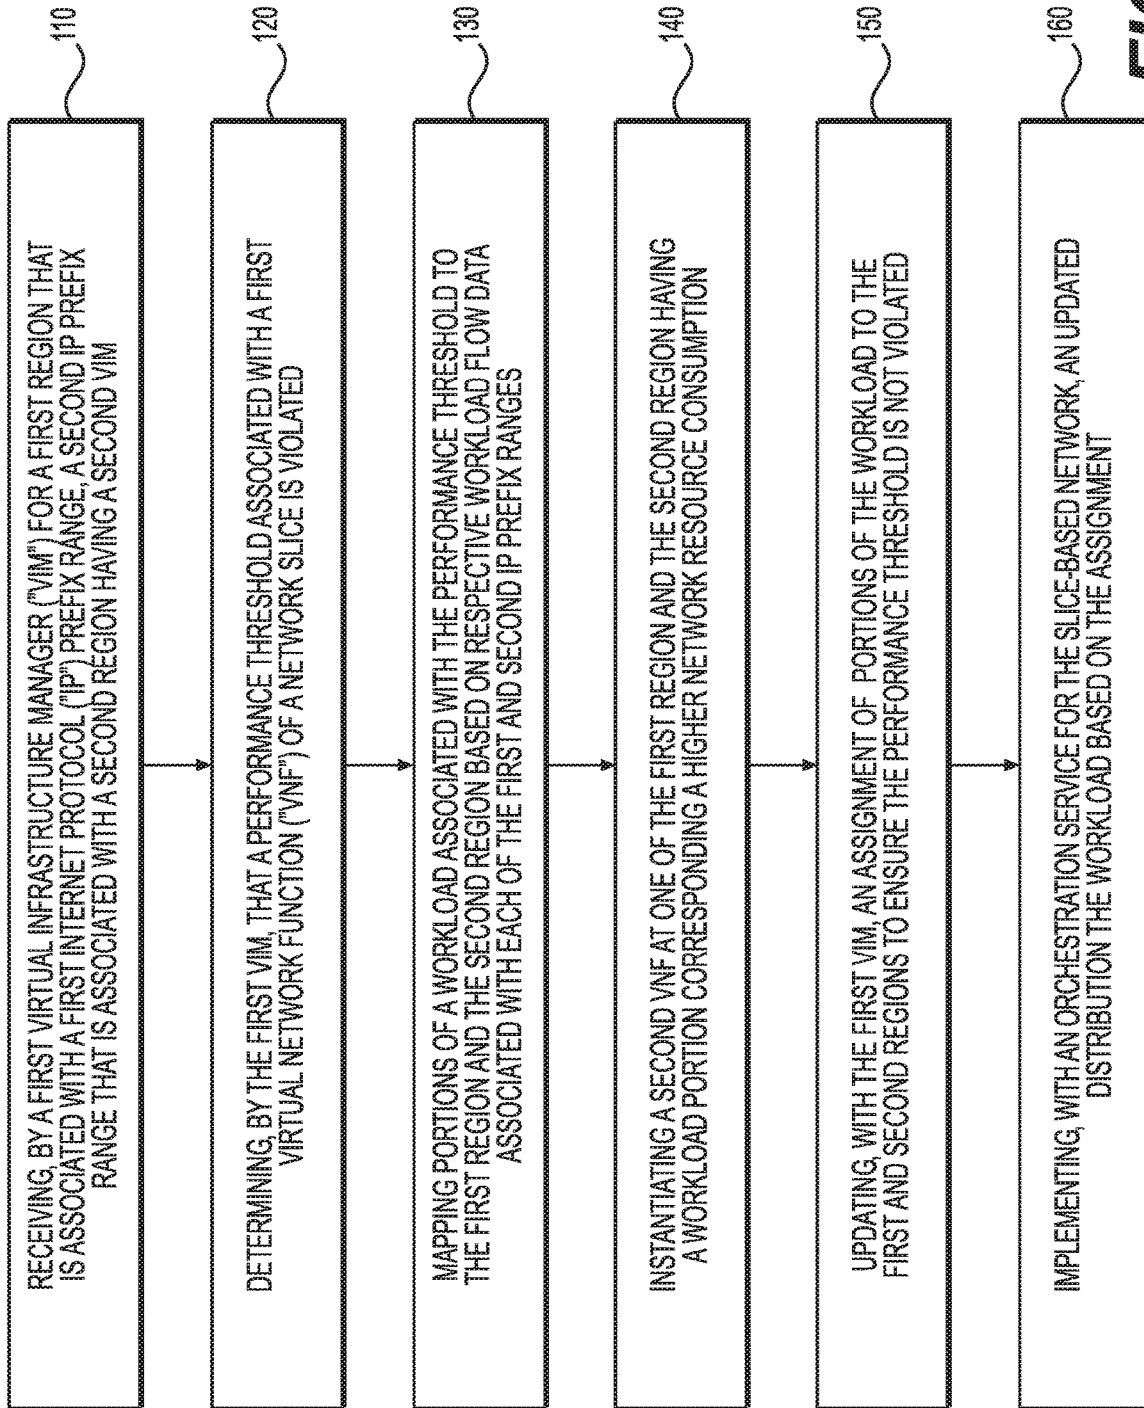 RECEIVING, BY A FIRST VIRTUAL INFRASTRUCTURE MANAGER ("VIM") FOR A FIRST REGION THAT
IS ASSOCIATED WITH A FIRST INTERNET PROTOCOL ("IP") PREFIX RANGE, A SECOND IP PREFIX
RANGE THAT IS ASSOCIATED WITH A SECOND REGION HAVING A SECOND VIM
110
DETERMINING, BY THE FIRST VIM, THAT A PERFORMANCE THRESHOLD ASSOCIATED WITH A FIRST
VIRTUAL NETWORK FUNCTION ("VNF") OF A NETWORK SLICE IS VIOLATED
120
MAPPING PORTIONS OF A WORKLOAD ASSOCIATED WITH THE PERFORMANCE THRESHOLD TO
THE FIRST REGION AND THE SECOND REGION BASED ON RESPECTIVE WORKLOAD FLOW DATA
ASSOCIATED WITH EACH OF THE FIRST AND SECOND IP PREFIX RANGES
130
INSTANTIATING A SECOND VNF AT ONE OF THE FIRST REGION AND THE SECOND REGION HAVING
A WORKLOAD PORTION CORRESPONDING A HIGHER NETWORK RESOURCE CONSUMPTION
140
UPDATING, WITH THE FIRST VIM, AN ASSIGNMENT OF PORTIONS OF THE WORKLOAD TO THE
FIRST AND SECOND REGIONS TO ENSURE THE PERFORMANCE THRESHOLD IS NOT VIOLATED
150
IMPLEMENTING, WITH AN ORCHESTRATION SERVICE FOR THE SLICE-BASED NETWORK, AN UPDATED
DISTRIBUTION THE WORKLOAD BASED ON THE ASSIGNMENT
160